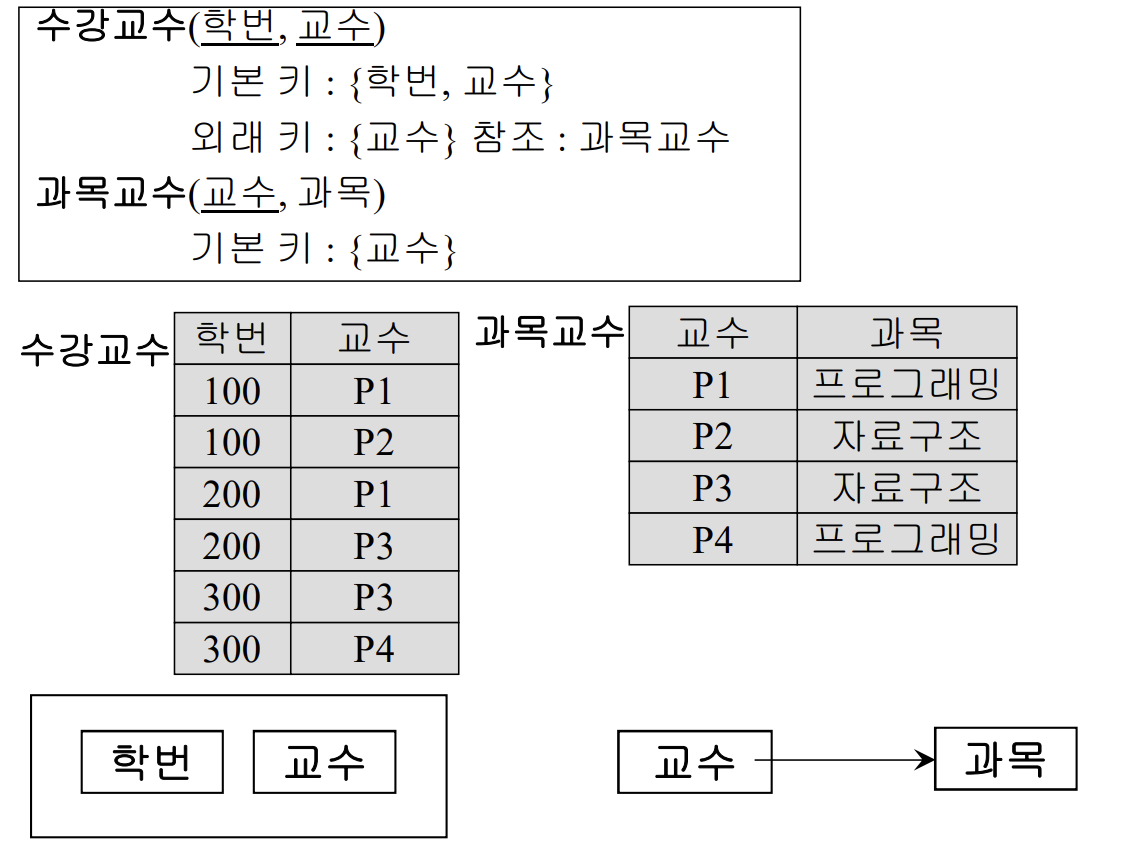 수강교수(학번, 교수)
기본 키 : {학번, 교수}
외래 키 : {교수} 참조 : 과목교수
과목교수(교수, 과목)
기본 키 : {교수}
수강교수
학번 교수
100 P1
100 P2
200 P1
200 P3
300 P3
300 P4
과목교수
교수 과목
P1 프로그래밍
P2 자료구조
P3 자료구조
P4 프로그래밍
학번 교수
교수 과목